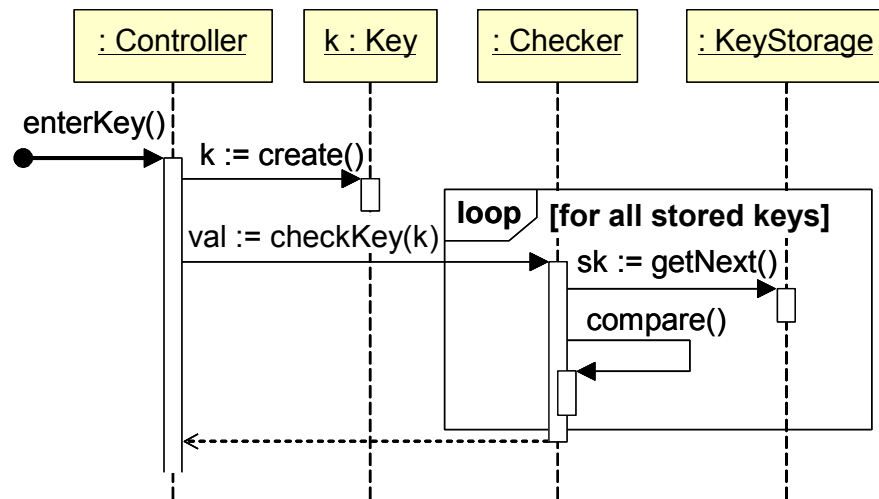 : Controller
k : Key
: Checker
: KeyStorage
enterKey()
k := create()
loop
[for all stored keys]
val := checkKey(k)
sk := getNext()
compare()